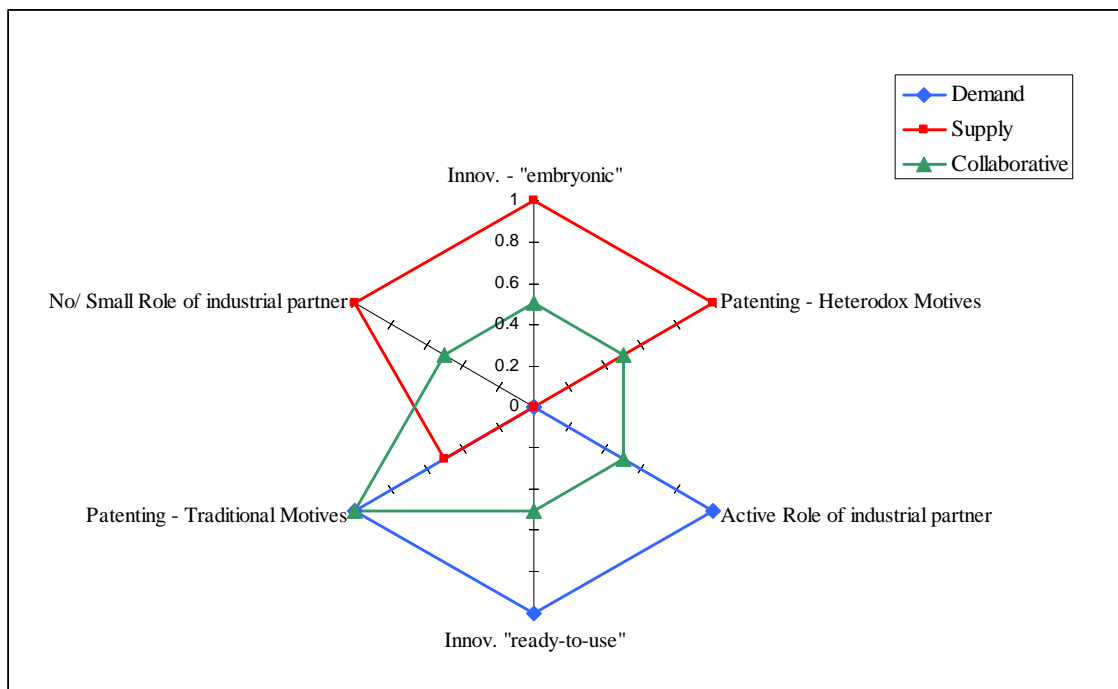 Demand
Supply
Collaborative
Innov. - "embryonic"
1
0.8
0.6
0.4
0.2
0
No/ Small Role of industrial partner
Patenting - Heterodox Motives
Patenting - Traditional Motives
Active Role of industrial partner
Innov. "ready-to-use"